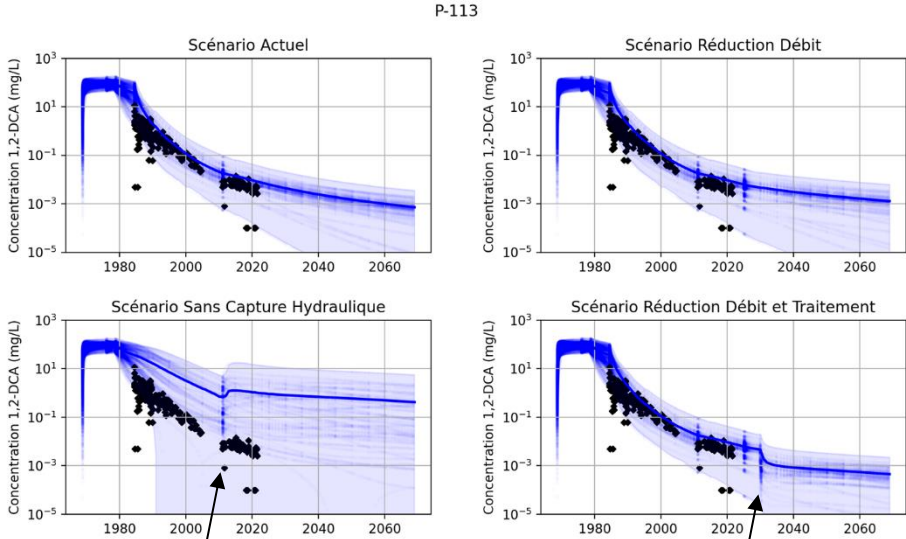 P-113
Scénario Actuel
Concentration 1,2-DCA (mg/L)
10³
10¹
10⁻¹
10⁻³
10⁻⁵
1980 2000 2020 2040 2060
Scénario Réduction Débit
Concentration 1,2-DCA (mg/L)
10³
10¹
10⁻¹
10⁻³
10⁻⁵
1980 2000 2020 2040 2060
Scénario Sans Capture Hydraulique
Concentration 1,2-DCA (mg/L)
10³
10¹
10⁻¹
10⁻³
10⁻⁵
1980 2000 2020 2040 2060
Scénario Réduction Débit et Traitement
Concentration 1,2-DCA (mg/L)
10³
10¹
10⁻¹
10⁻³
10⁻⁵
1980 2000 2020 2040 2060